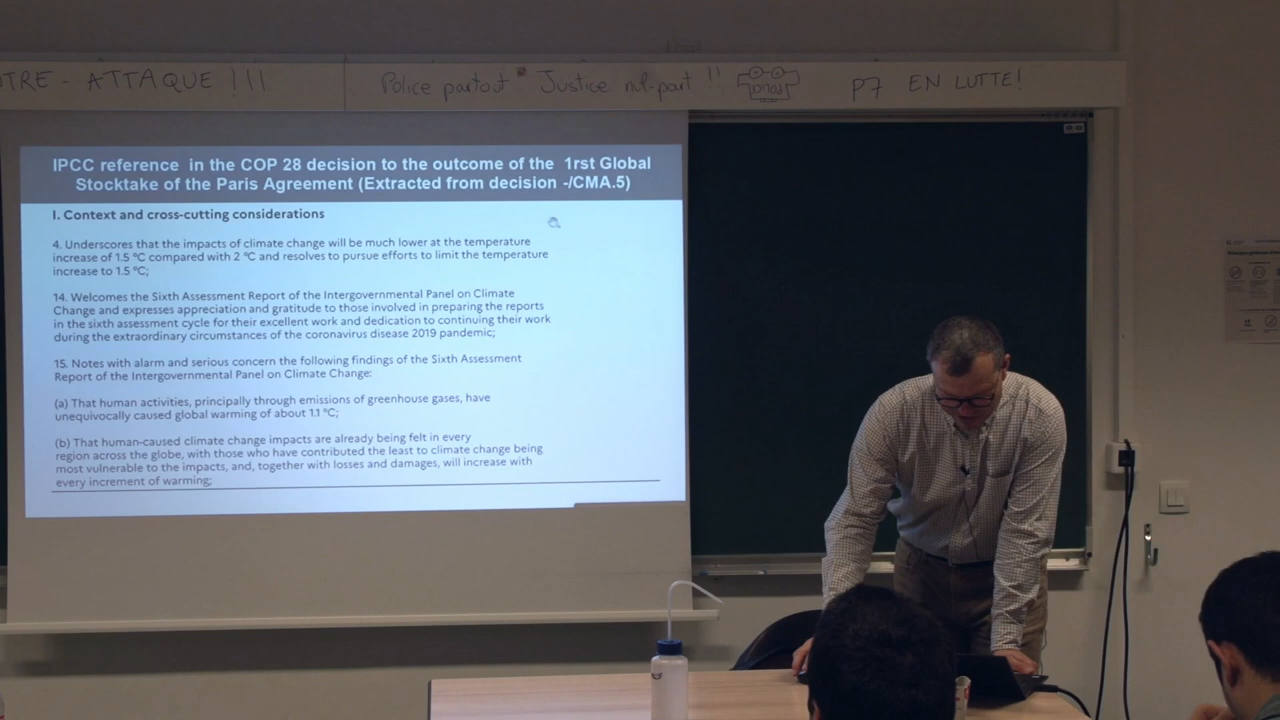 TRE - ATTAQUE !!!
Police partout Justice nul-part !!
P7 EN LUTTE!
IPCC reference in the COP 28 decision to the outcome of the 1rst Global
Stocktake of the Paris Agreement (Extracted from decision -/CMA.5)
I. Context and cross-cutting considerations
4. Underscores that the impacts of climate change will be much lower at the temperature
increase of 1.5 °C compared with 2 °C and resolves to pursue efforts to limit the temperature
increase to 1.5 °C;
14. Welcomes the Sixth Assessment Report of the Intergovernmental Panel on Climate
Change and expresses appreciation and gratitude to those involved in preparing the reports
in the sixth assessment cycle for their excellent work and dedication to continuing their work
during the extraordinary circumstances of the coronavirus disease 2019 pandemic;
15. Notes with alarm and serious concern the following findings of the Sixth Assessment
Report of the Intergovernmental Panel on Climate Change:
(a) That human activities, principally through emissions of greenhouse gases, have
unequivocally caused global warming of about 1.1 °C;
(b) That human-caused climate change impacts are already being felt in every
region across the globe, with those who have contributed the least to climate change being
most vulnerable to the impacts, and, together with losses and damages, will increase with
every increment of warming;